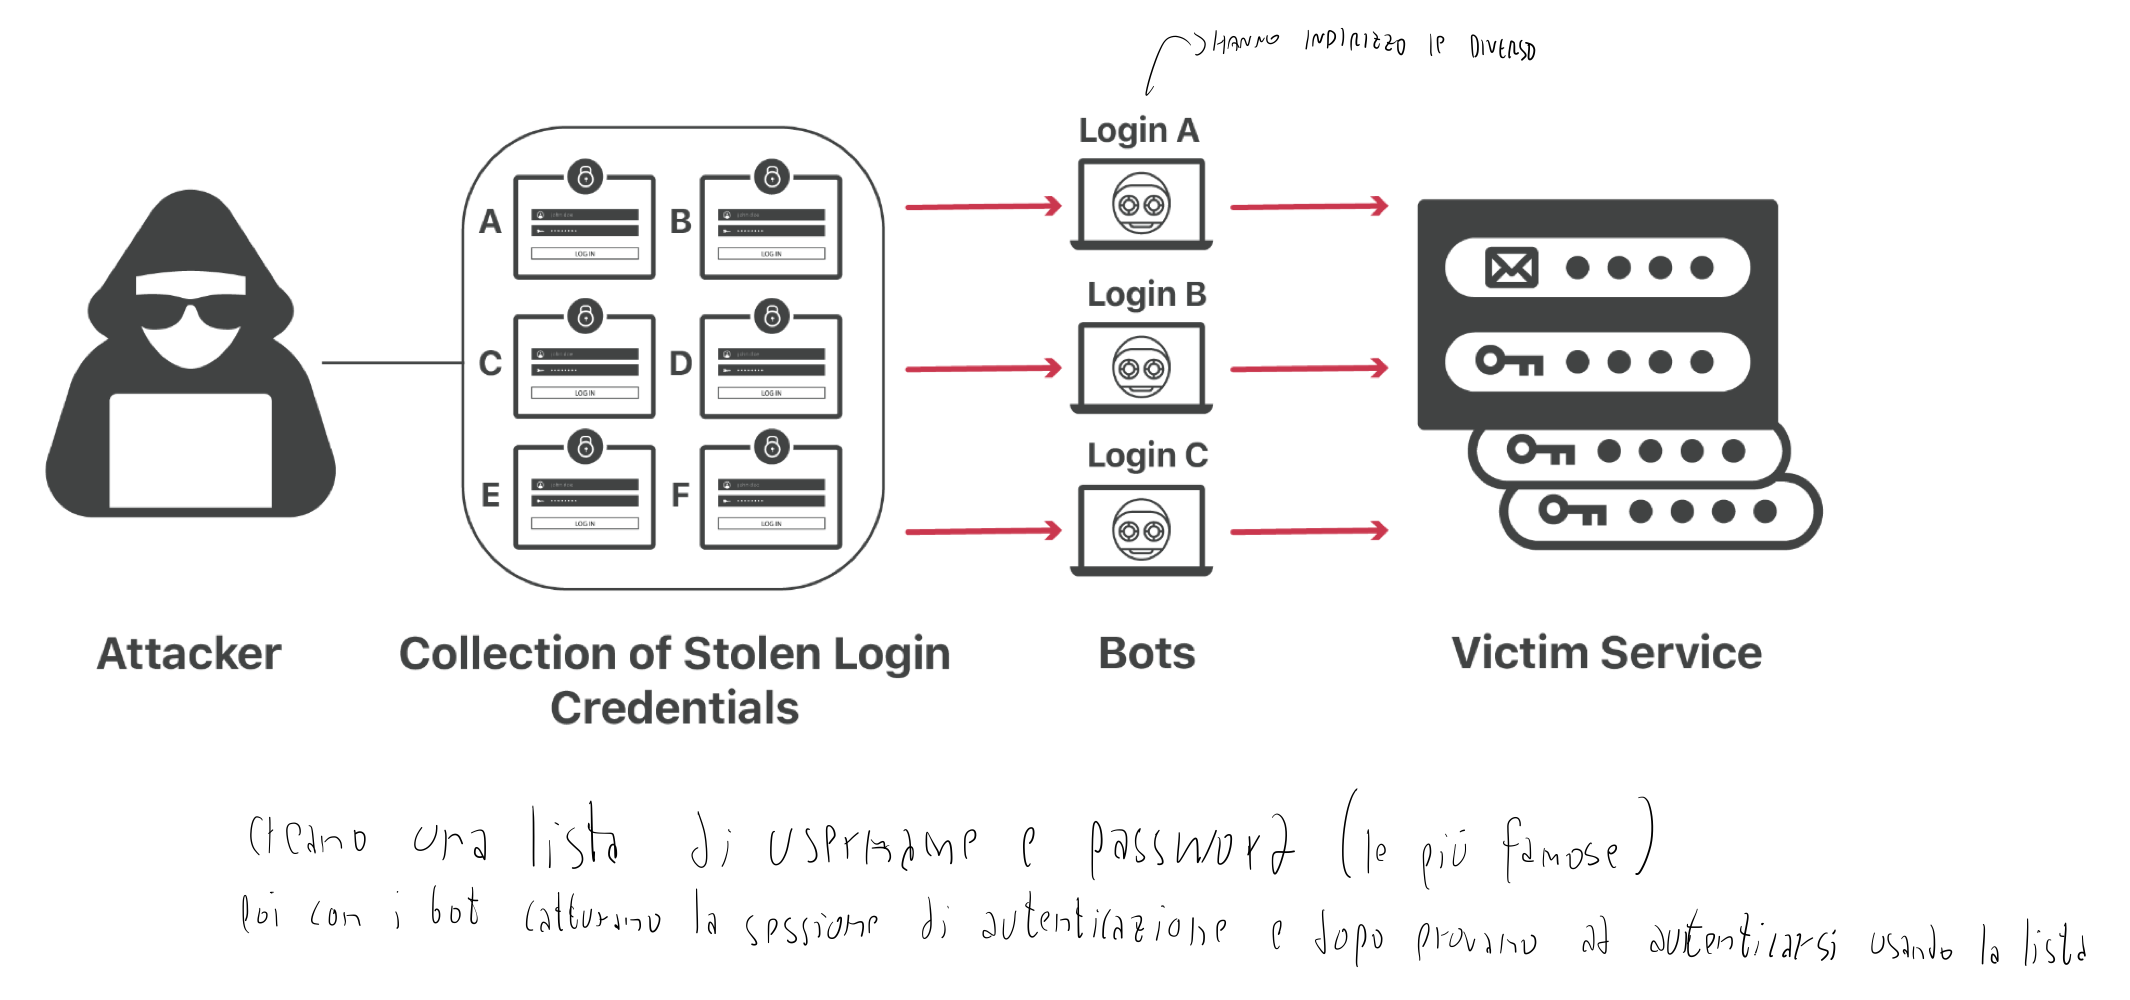 HANNO INDIRIZZO IP DIVERSO
Login A
A
B
LOG IN
LOG IN
Login B
C
D
LOG IN
LOG IN
Login C
E
F
LOG IN
LOG IN
Attacker
Collection of Stolen Login
Credentials
Bots
Victim Service
creano una lista di username e password (le più famose)
poi con i bot catturano la sessione di autenticazione e dopo provano ad autenticarsi usando la lista